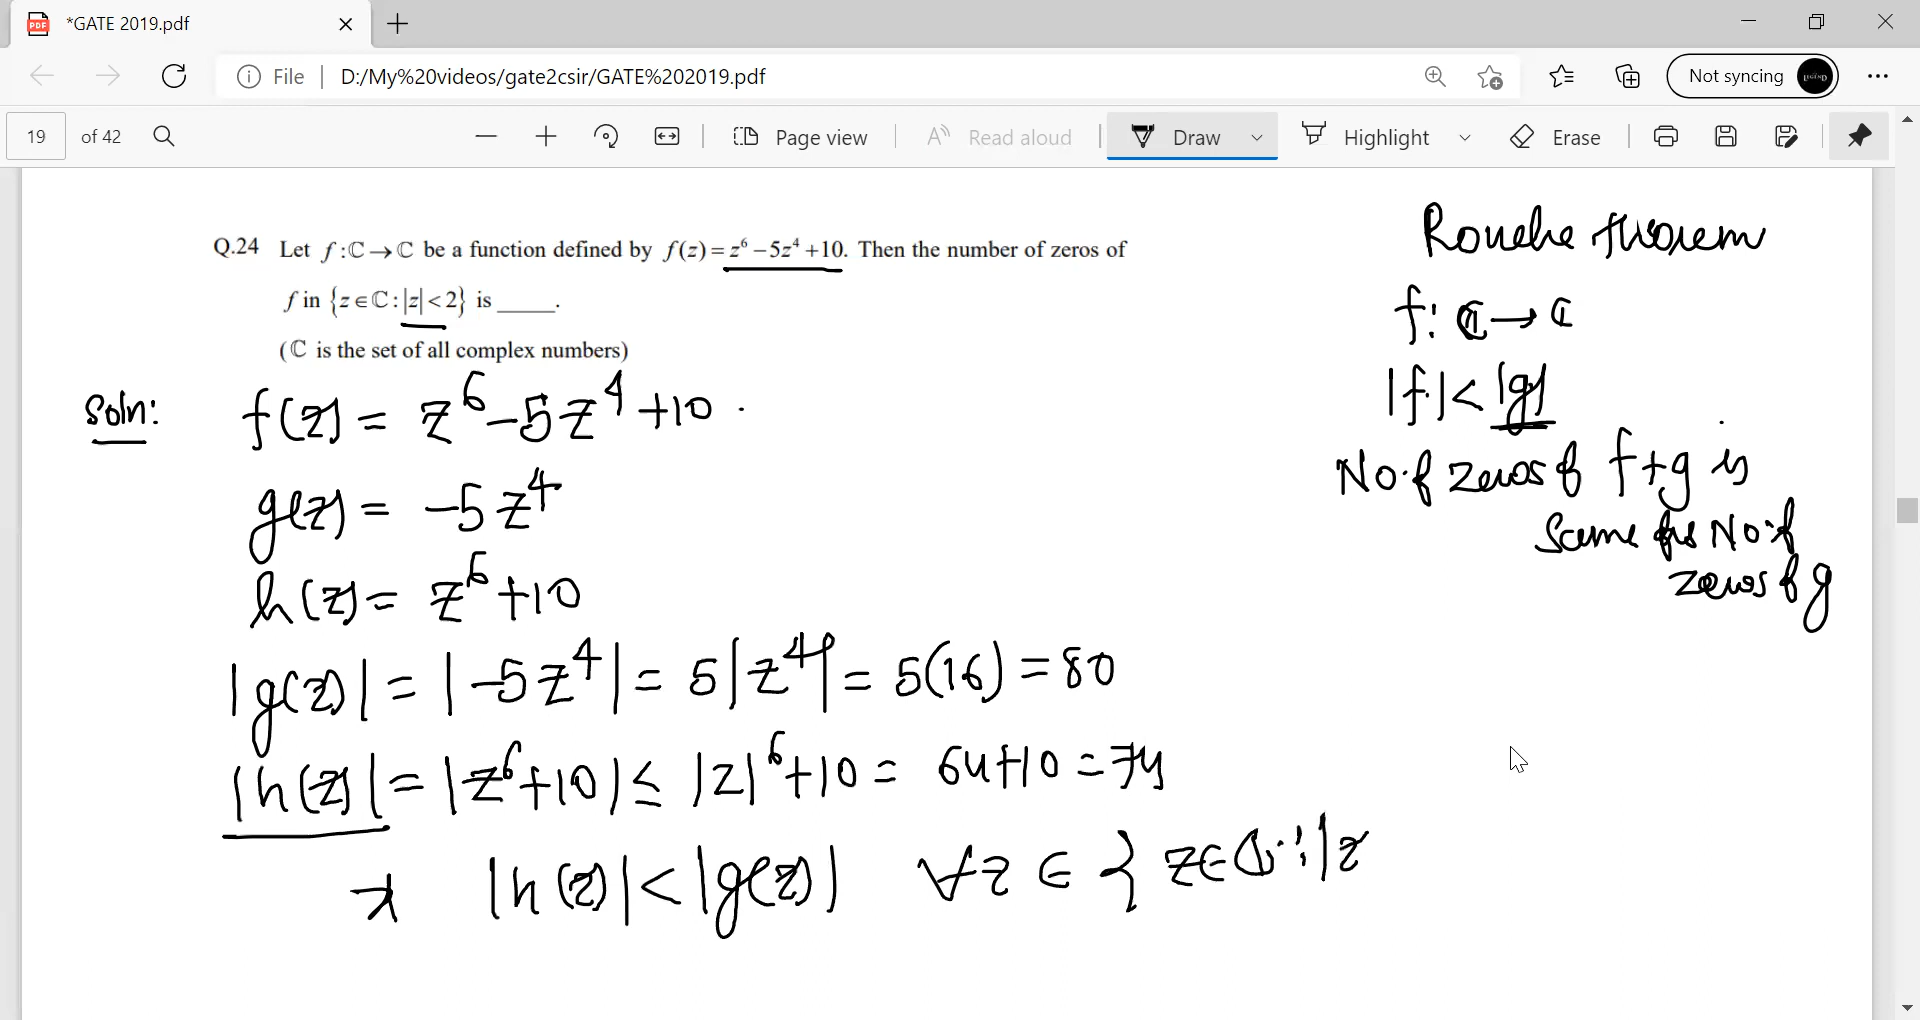 *GATE 2019.pdf
File | D:/My%20videos/gate2csir/GATE%202019.pdf
Not syncing
19 of 42
Page view
Read aloud
Draw
Highlight
Erase
Q.24 Let f : ℂ → ℂ be a function defined by f(z) = z⁶ − 5z⁴ + 10. Then the number of zeros of
f in {z ∈ ℂ : |z| < 2} is _____.
(ℂ is the set of all complex numbers)
Soln:
f(z) = z⁶ − 5z⁴ + 10 .
g(z) = −5z⁴
h(z) = z⁶ + 10
|g(z)| = |−5z⁴| = 5|z⁴| = 5(16) = 80
|h(z)| = |z⁶ + 10| ≤ |z|⁶ + 10 = 64 + 10 = 74
|h(z)| < |g(z)| ∀ z ∈ { z ∈ ℂ : |z
Rouche theorem
f : ℂ → ℂ
|f| < |g|
No. of zeros of f + g is
Same as No. of
zeros of g